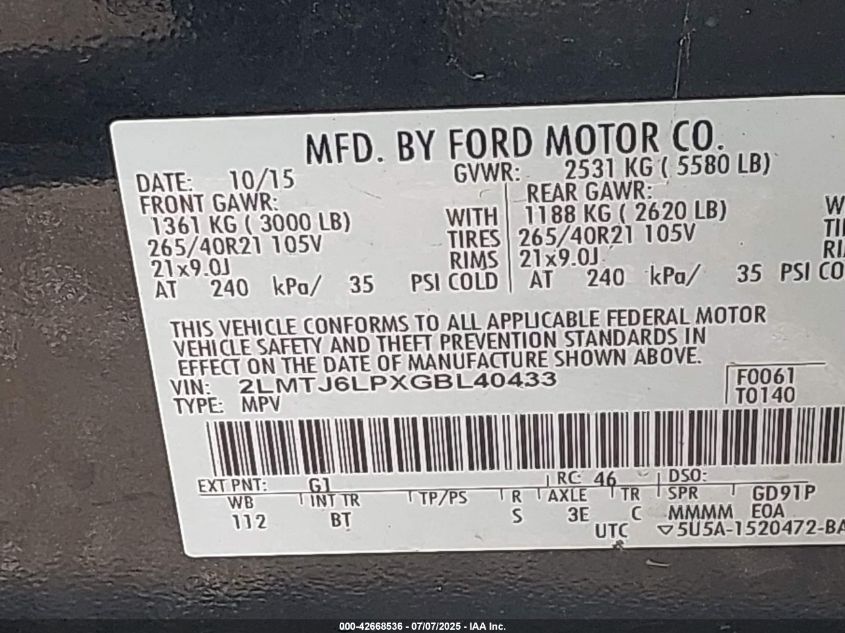 MFD. BY FORD MOTOR CO.
DATE: 10/15 GVWR: 2531 KG ( 5580 LB)
FRONT GAWR: REAR GAWR:
1361 KG ( 3000 LB) WITH 1188 KG ( 2620 LB) W
265/40R21 105V TIRES 265/40R21 105V TI
21x9.0J RIMS 21x9.0J RI
AT 240 kPa/ 35 PSI COLD AT 240 kPa/ 35 PSI CO
THIS VEHICLE CONFORMS TO ALL APPLICABLE FEDERAL MOTOR
VEHICLE SAFETY AND THEFT PREVENTION STANDARDS IN
EFFECT ON THE DATE OF MANUFACTURE SHOWN ABOVE.
VIN: 2LMTJ6LPXGBL40433 F0061
TYPE: MPV T0140
EXT PNT: G1 RC: 46 DSO:
WB INT TR TP/PS R AXLE TR SPR GD91P
112 BT S 3E C MMMM EOA
UTC ▽5U5A-1520472-BA
000-42668536 - 07/07/2025 - IAA Inc.